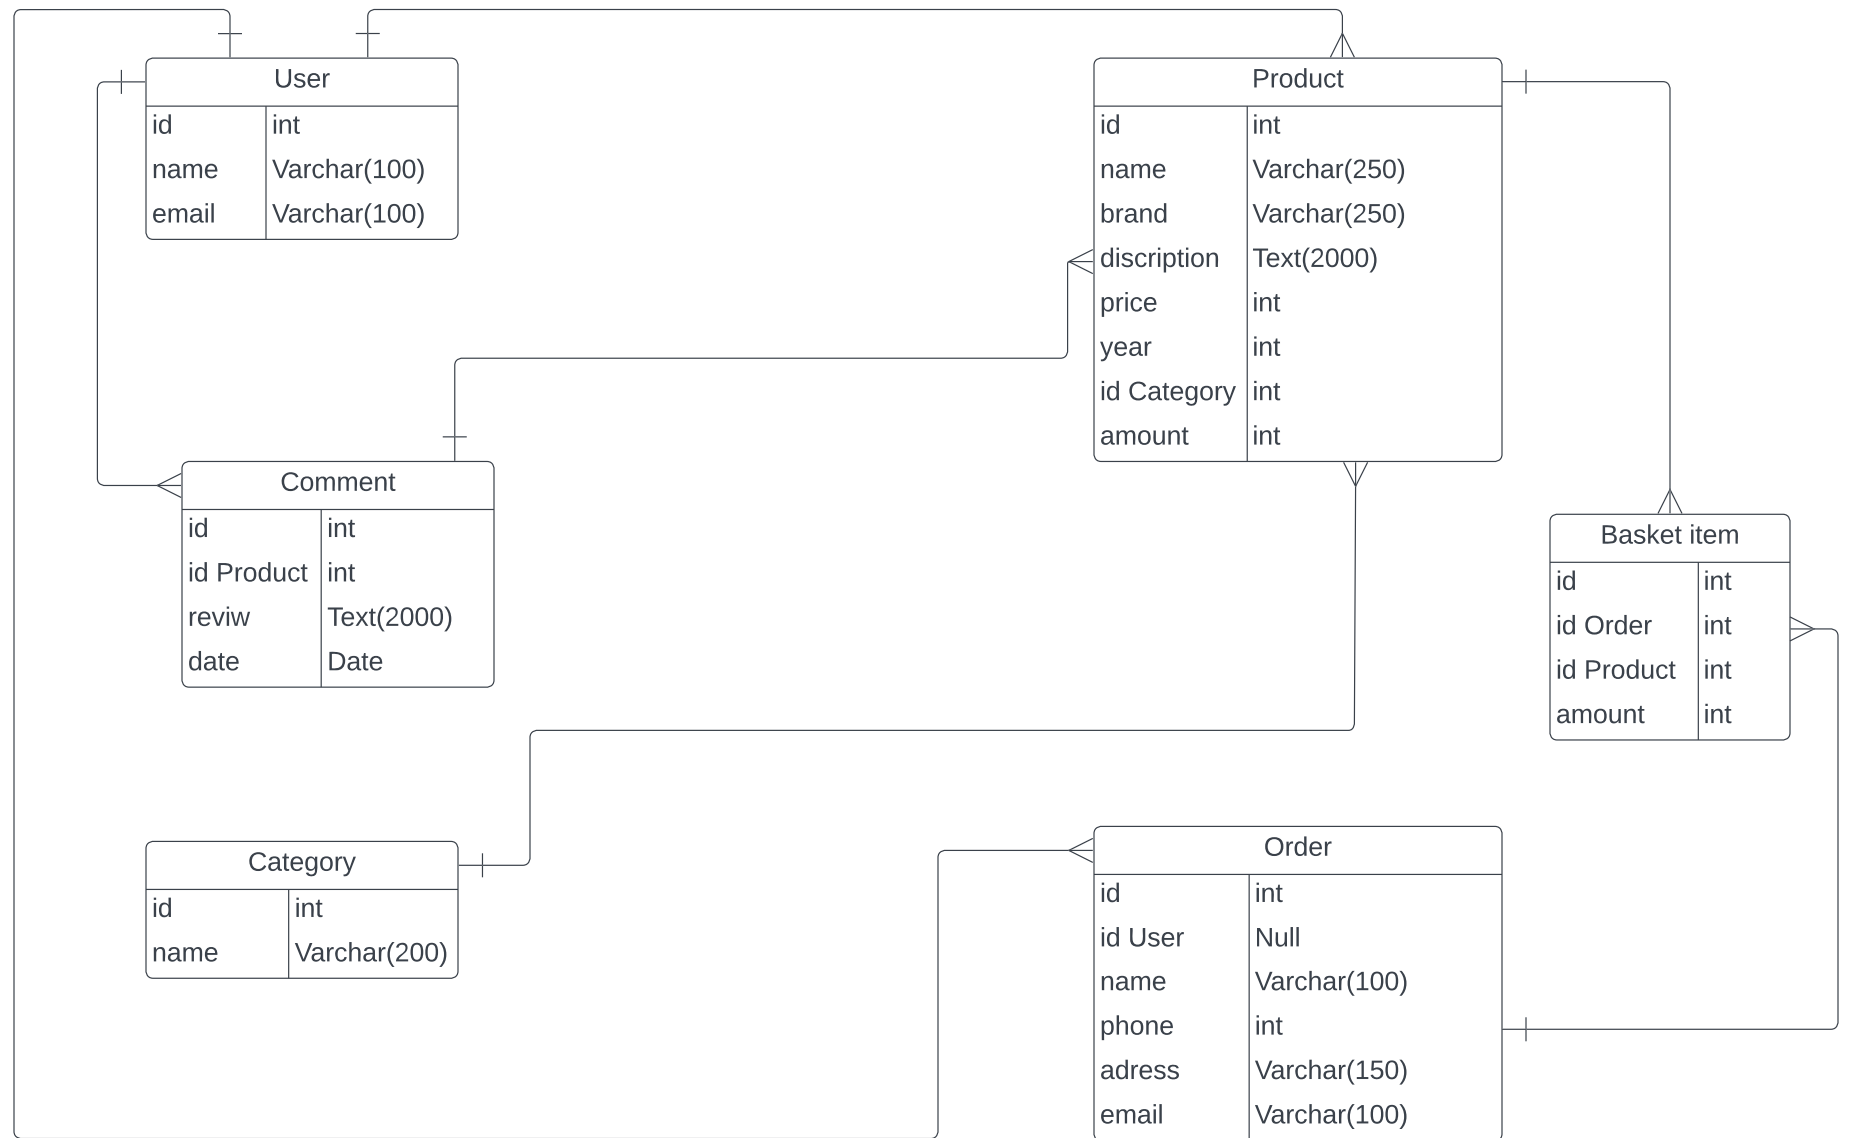 User
id int
name Varchar(100)
email Varchar(100)
Product
id int
name Varchar(250)
brand Varchar(250)
discription Text(2000)
price int
year int
id Category int
amount int
Comment
id int
id Product int
reviw Text(2000)
date Date
Basket item
id int
id Order int
id Product int
amount int
Category
id int
name Varchar(200)
Order
id int
id User Null
name Varchar(100)
phone int
adress Varchar(150)
email Varchar(100)